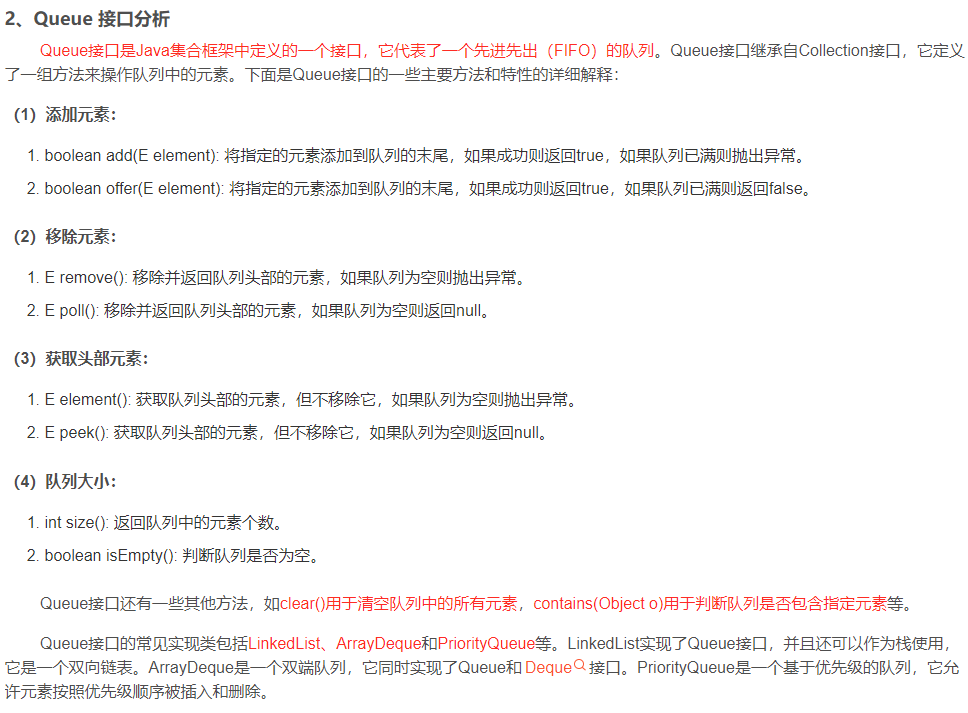 2、Queue 接口分析
Queue接口是Java集合框架中定义的一个接口，它代表了一个先进先出（FIFO）的队列。Queue接口继承自Collection接口，它定义
了一组方法来操作队列中的元素。下面是Queue接口的一些主要方法和特性的详细解释：
（1）添加元素：
1. boolean add(E element): 将指定的元素添加到队列的末尾，如果成功则返回true，如果队列已满则抛出异常。
2. boolean offer(E element): 将指定的元素添加到队列的末尾，如果成功则返回true，如果队列已满则返回false。
（2）移除元素：
1. E remove(): 移除并返回队列头部的元素，如果队列为空则抛出异常。
2. E poll(): 移除并返回队列头部的元素，如果队列为空则返回null。
（3）获取头部元素：
1. E element(): 获取队列头部的元素，但不移除它，如果队列为空则抛出异常。
2. E peek(): 获取队列头部的元素，但不移除它，如果队列为空则返回null。
（4）队列大小：
1. int size(): 返回队列中的元素个数。
2. boolean isEmpty(): 判断队列是否为空。
Queue接口还有一些其他方法，如clear()用于清空队列中的所有元素，contains(Object o)用于判断队列是否包含指定元素等。
Queue接口的常见实现类包括LinkedList、ArrayDeque和PriorityQueue等。LinkedList实现了Queue接口，并且还可以作为栈使用，
它是一个双向链表。ArrayDeque是一个双端队列，它同时实现了Queue和 Deque 接口。PriorityQueue是一个基于优先级的队列，它允
许元素按照优先级顺序被插入和删除。